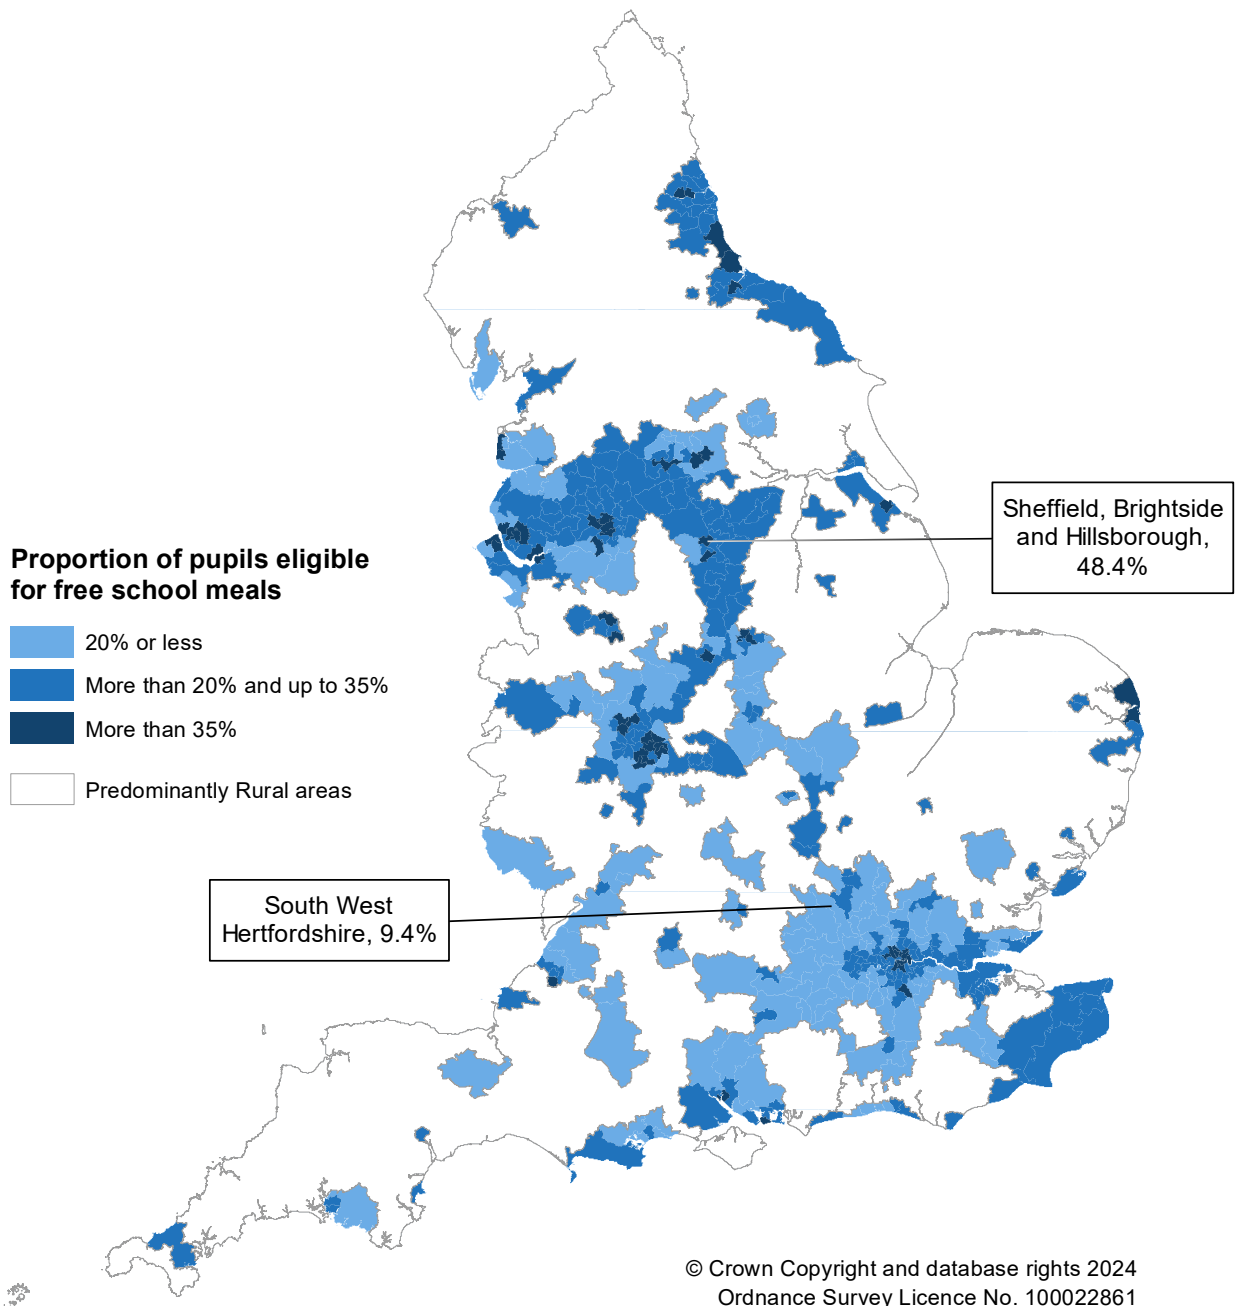 Sheffield, Brightside
and Hillsborough,
48.4%
Proportion of pupils eligible
for free school meals
20% or less
More than 20% and up to 35%
More than 35%
Predominantly Rural areas
South West
Hertfordshire, 9.4%
© Crown Copyright and database rights 2024
Ordnance Survey Licence No. 100022861